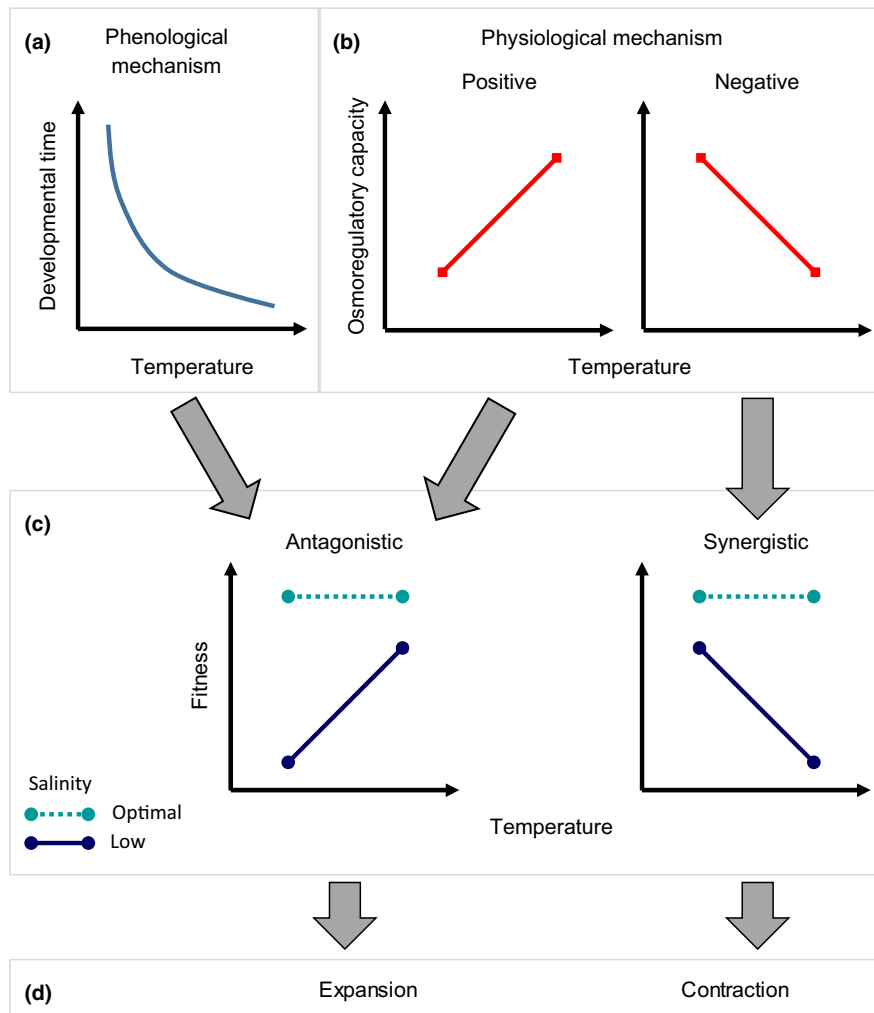 (a)
Phenological
mechanism
Developmental time
Temperature
(b)
Physiological mechanism
Positive
Negative
Osmoregulatory capacity
Temperature
(c)
Antagonistic
Synergistic
Fitness
Salinity
Optimal
Low
Temperature
(d)
Expansion
Contraction